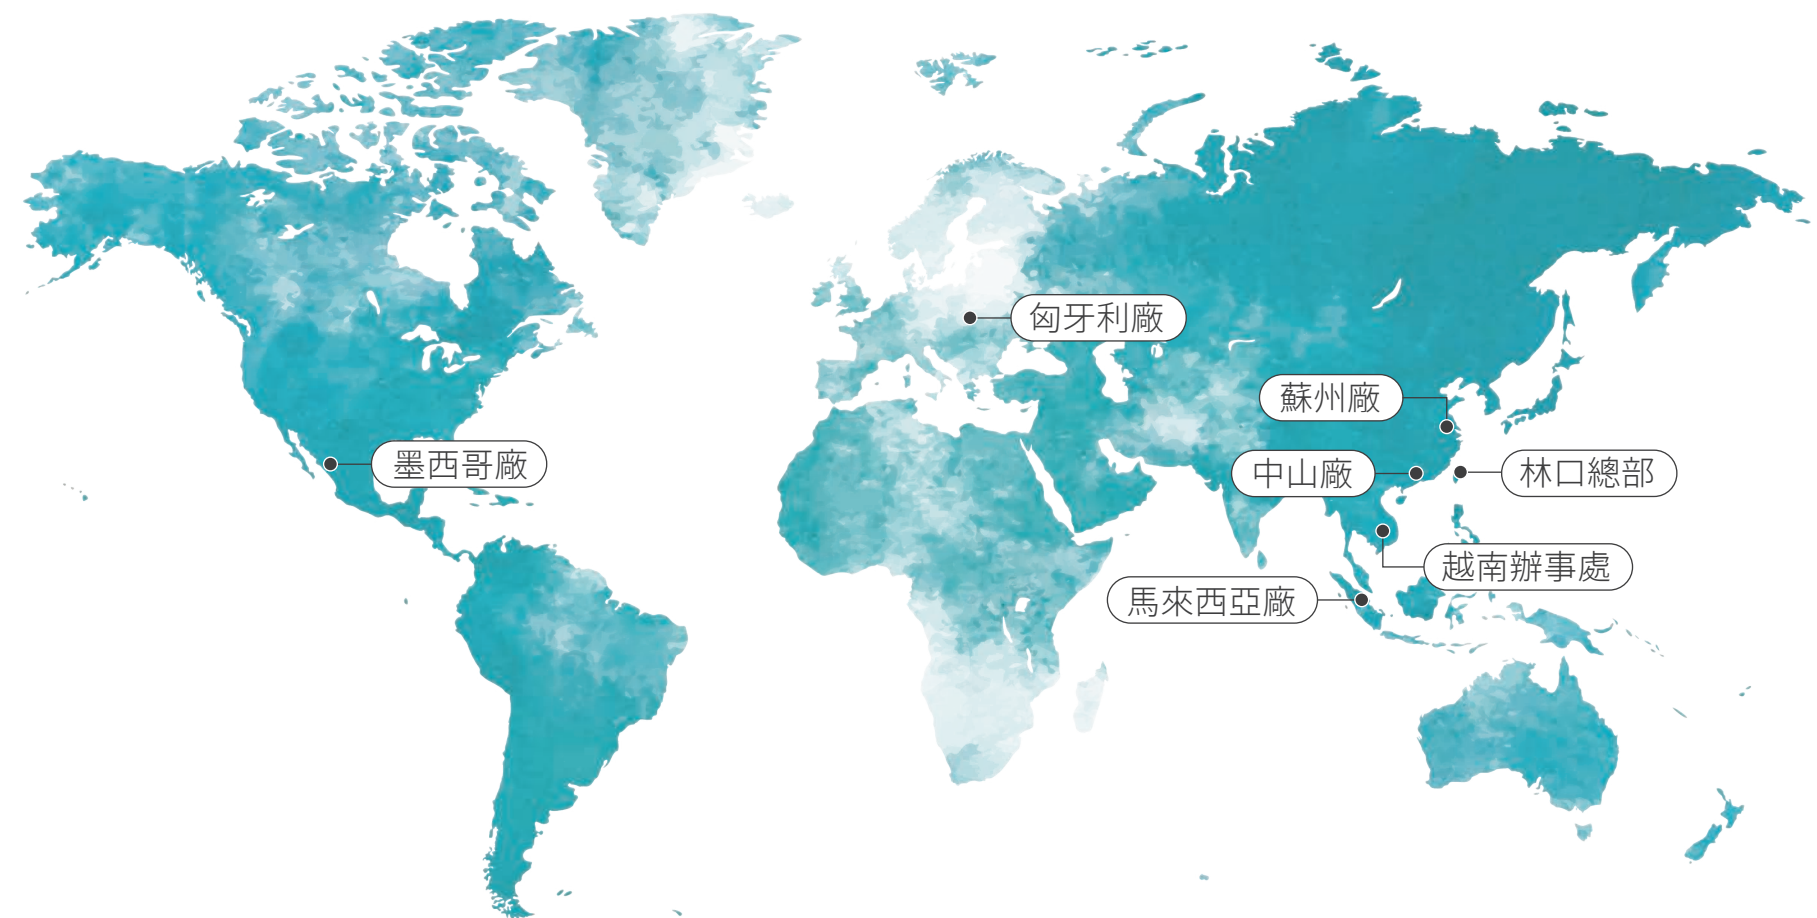 匈牙利廠
蘇州廠
墨西哥廠
中山廠
林口總部
越南辦事處
馬來西亞廠